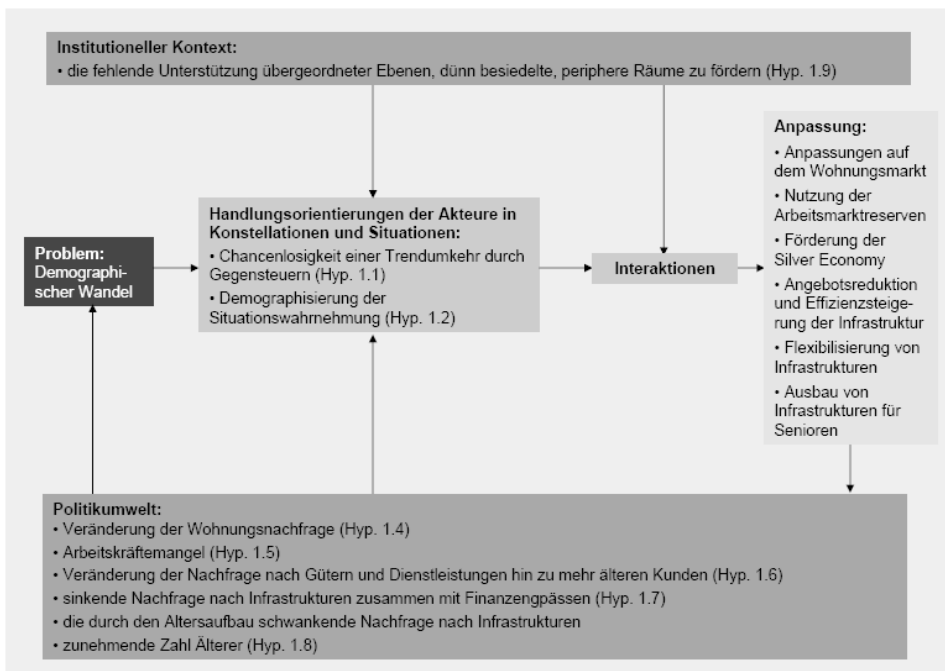 Institutioneller Kontext:
• die fehlende Unterstützung übergeordneter Ebenen, dünn besiedelte, periphere Räume zu fördern (Hyp. 1.9)
Problem:
Demographi-
scher Wandel
Handlungsorientierungen der Akteure in
Konstellationen und Situationen:
• Chancenlosigkeit einer Trendumkehr durch
Gegensteuern (Hyp. 1.1)
• Demographisierung der
Situationswahrnehmung (Hyp. 1.2)
Interaktionen
Anpassung:
• Anpassungen auf
dem Wohnungsmarkt
• Nutzung der
Arbeitsmarktreserven
• Förderung der
Silver Economy
• Angebotsreduktion
und Effizienzsteige-
rung der Infrastruktur
• Flexibilisierung von
Infrastrukturen
• Ausbau von
Infrastrukturen für
Senioren
Politikumwelt:
• Veränderung der Wohnungsnachfrage (Hyp. 1.4)
• Arbeitskräftemangel (Hyp. 1.5)
• Veränderung der Nachfrage nach Gütern und Dienstleistungen hin zu mehr älteren Kunden (Hyp. 1.6)
• sinkende Nachfrage nach Infrastrukturen zusammen mit Finanzengpässen (Hyp. 1.7)
• die durch den Altersaufbau schwankende Nachfrage nach Infrastrukturen
• zunehmende Zahl Älterer (Hyp. 1.8)